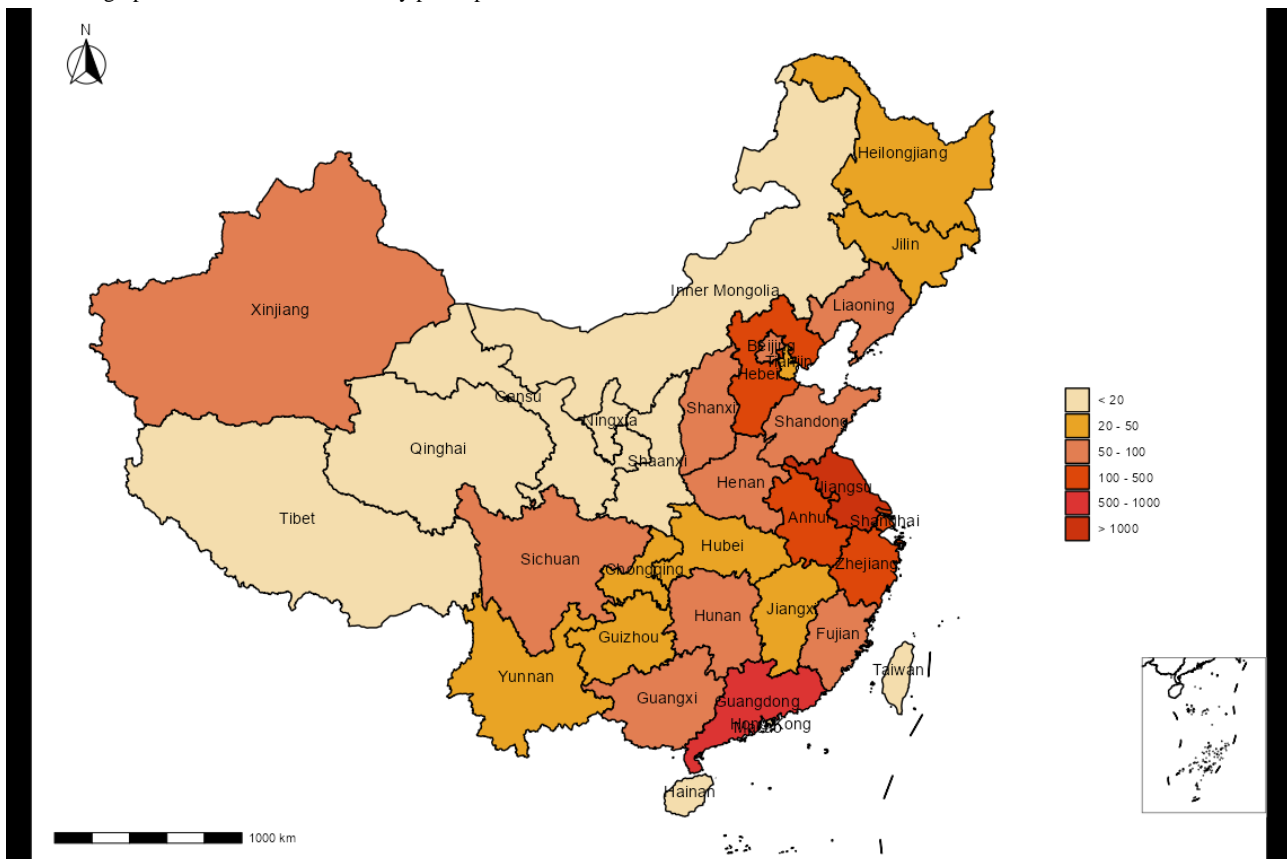 N
Heilongjiang
Jilin
Inner Mongolia
Liaoning
Xinjiang
Beijing
Tianjin
Heber
Gansu
Ningxia
Shanxi
Shandong
Qinghai
Shaanxi
Henan
Jiangsu
Tibet
Anhui
Shanghai
Sichuan
Hubei
Zhejiang
Chongqing
Hunan
Jiangxi
Guizhou
Fujian
Yunnan
Taiwan
Guangxi
Guangdong
Hong Kong
Hainan
< 20
20 - 50
50 - 100
100 - 500
500 - 1000
> 1000
1000 km